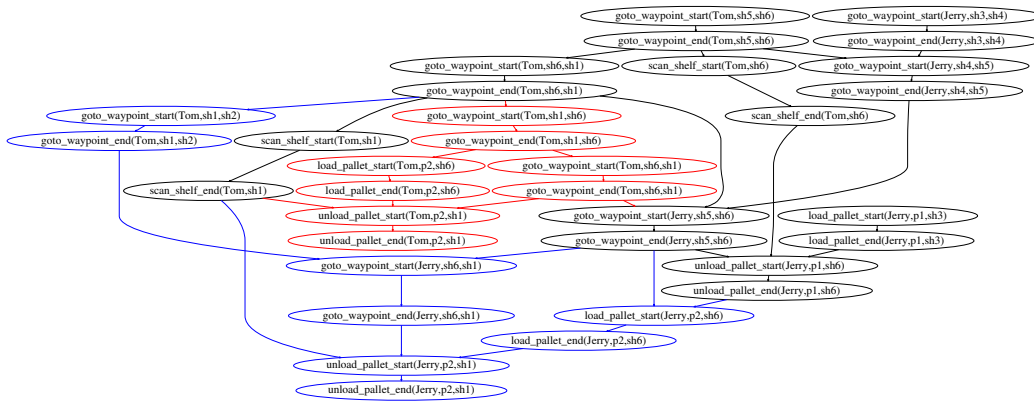 goto_waypoint_start(Tom,sh5,sh6)
goto_waypoint_start(Jerry,sh3,sh4)
goto_waypoint_end(Tom,sh5,sh6)
goto_waypoint_end(Jerry,sh3,sh4)
goto_waypoint_start(Tom,sh6,sh1)
scan_shelf_start(Tom,sh6)
goto_waypoint_start(Jerry,sh4,sh5)
goto_waypoint_end(Tom,sh6,sh1)
goto_waypoint_end(Jerry,sh4,sh5)
goto_waypoint_start(Tom,sh1,sh2)
goto_waypoint_start(Tom,sh1,sh6)
scan_shelf_end(Tom,sh6)
goto_waypoint_end(Tom,sh1,sh2)
scan_shelf_start(Tom,sh1)
goto_waypoint_end(Tom,sh1,sh6)
load_pallet_start(Tom,p2,sh6)
goto_waypoint_start(Tom,sh6,sh1)
scan_shelf_end(Tom,sh1)
load_pallet_end(Tom,p2,sh6)
goto_waypoint_end(Tom,sh6,sh1)
unload_pallet_start(Tom,p2,sh1)
goto_waypoint_start(Jerry,sh5,sh6)
load_pallet_start(Jerry,p1,sh3)
unload_pallet_end(Tom,p2,sh1)
goto_waypoint_end(Jerry,sh5,sh6)
load_pallet_end(Jerry,p1,sh3)
goto_waypoint_start(Jerry,sh6,sh1)
unload_pallet_start(Jerry,p1,sh6)
unload_pallet_end(Jerry,p1,sh6)
goto_waypoint_end(Jerry,sh6,sh1)
load_pallet_start(Jerry,p2,sh6)
load_pallet_end(Jerry,p2,sh6)
unload_pallet_start(Jerry,p2,sh1)
unload_pallet_end(Jerry,p2,sh1)